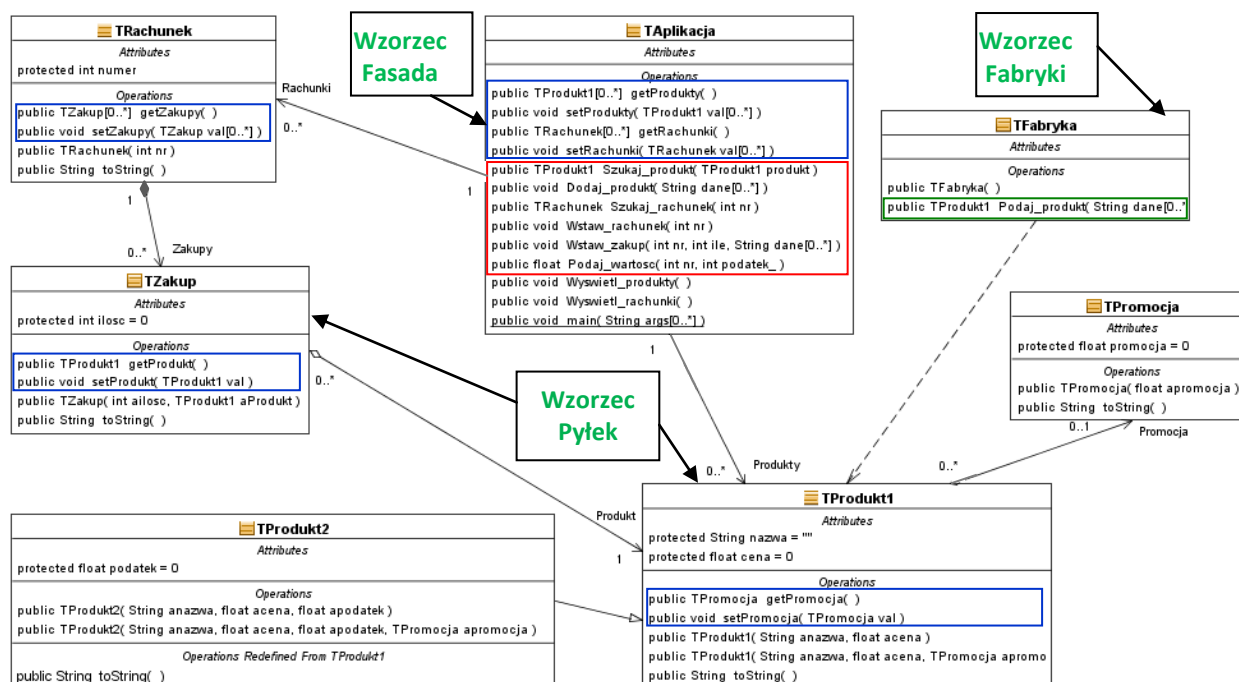 TRachunek
Attributes
protected int numer
Operations
public TZakup[0..*] getZakupy( )
public void setZakupy( TZakup val[0..*] )
public TRachunek( int nr )
public String toString( )
Wzorzec
Fasada
TAplikacja
Attributes
Operations
public TProdukt1[0..*] getProdukty( )
public void setProdukty( TProdukt1 val[0..*] )
public TRachunek[0..*] getRachunki( )
public void setRachunki( TRachunek val[0..*] )
public TProdukt1 Szukaj_produkt( TProdukt1 produkt )
public void Dodaj_produkt( String dane[0..*] )
public TRachunek Szukaj_rachunek( int nr )
public void Wstaw_rachunek( int nr )
public void Wstaw_zakup( int nr, int ile, String dane[0..*] )
public float Podaj_wartosc( int nr, int podatek_ )
public void Wyswietl_produkty( )
public void Wyswietl_rachunki( )
public void main( String args[0..*] )
Wzorzec
Fabryki
TFabryka
Attributes
Operations
public TFabryka( )
public TProdukt1 Podaj_produkt( String dane[0..*
Rachunki
0..*
1
1
0..*
Zakupy
TZakup
Attributes
protected int ilosc = 0
Operations
public TProdukt1 getProdukt( )
public void setProdukt( TProdukt1 val )
public TZakup( int ailosc, TProdukt1 aProdukt )
public String toString( )
0..*
Wzorzec
Pyłek
1
0..*
Produkty
TPromocja
Attributes
protected float promocja = 0
Operations
public TPromocja( float apromocja )
public String toString( )
0..1
Promocja
0..*
Produkt
1
TProdukt2
Attributes
protected float podatek = 0
Operations
public TProdukt2( String anazwa, float acena, float apodatek )
public TProdukt2( String anazwa, float acena, float apodatek, TPromocja apromocja )
Operations Redefined From TProdukt1
public String toString( )
TProdukt1
Attributes
protected String nazwa = ""
protected float cena = 0
Operations
public TPromocja getPromocja( )
public void setPromocja( TPromocja val )
public TProdukt1( String anazwa, float acena )
public TProdukt1( String anazwa, float acena, TPromocja apromo
public String toString( )